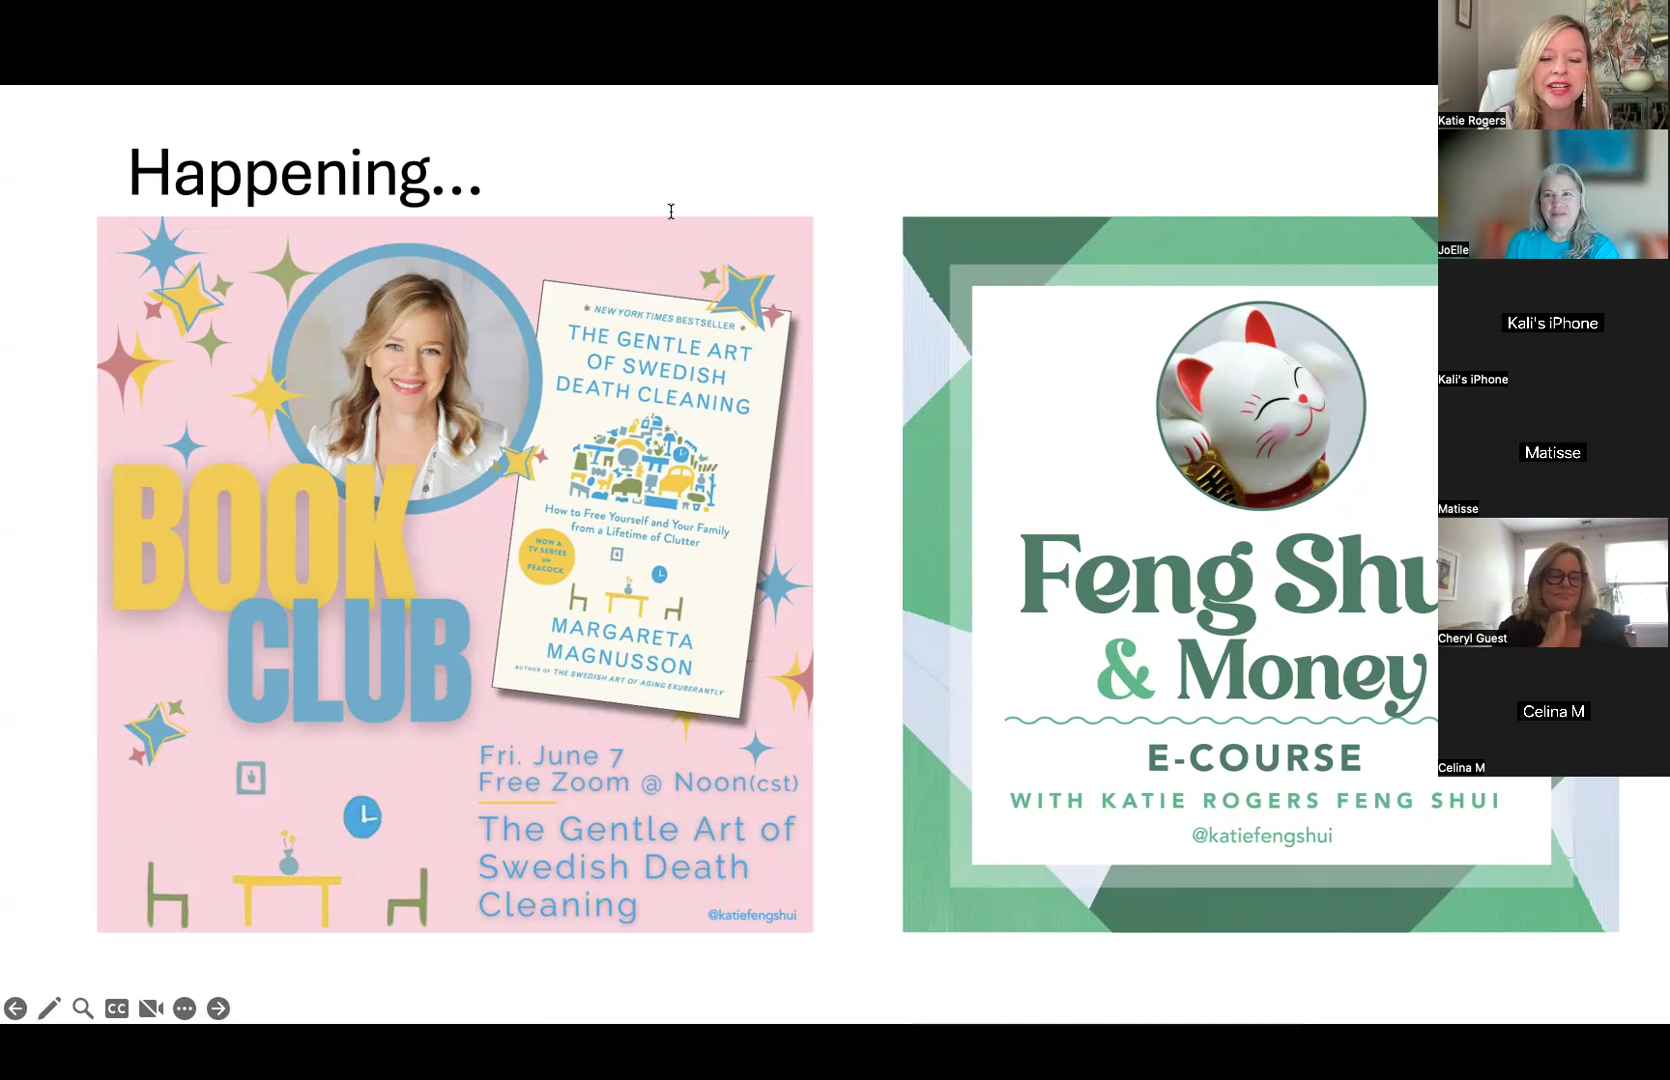 Happening...
NEW YORK TIMES BESTSELLER
THE GENTLE ART
OF SWEDISH
DEATH CLEANING
How to Free Yourself and Your Family
from a Lifetime of Clutter
NOW A
TV SERIES
on
PEACOCK
MARGARETA
MAGNUSSON
AUTHOR OF THE SWEDISH ART OF AGING EXUBERANTLY
BOOK
CLUB
Fri. June 7
Free Zoom @ Noon(cst)
The Gentle Art of
Swedish Death
Cleaning
@katiefengshui
Feng Shu
& Money
E-COURSE
WITH KATIE ROGERS FENG SHUI
@katiefengshui
Katie Rogers
JoElle
Kali's iPhone
Kali's iPhone
Matisse
Matisse
Cheryl Guest
Celina M
Celina M
CC